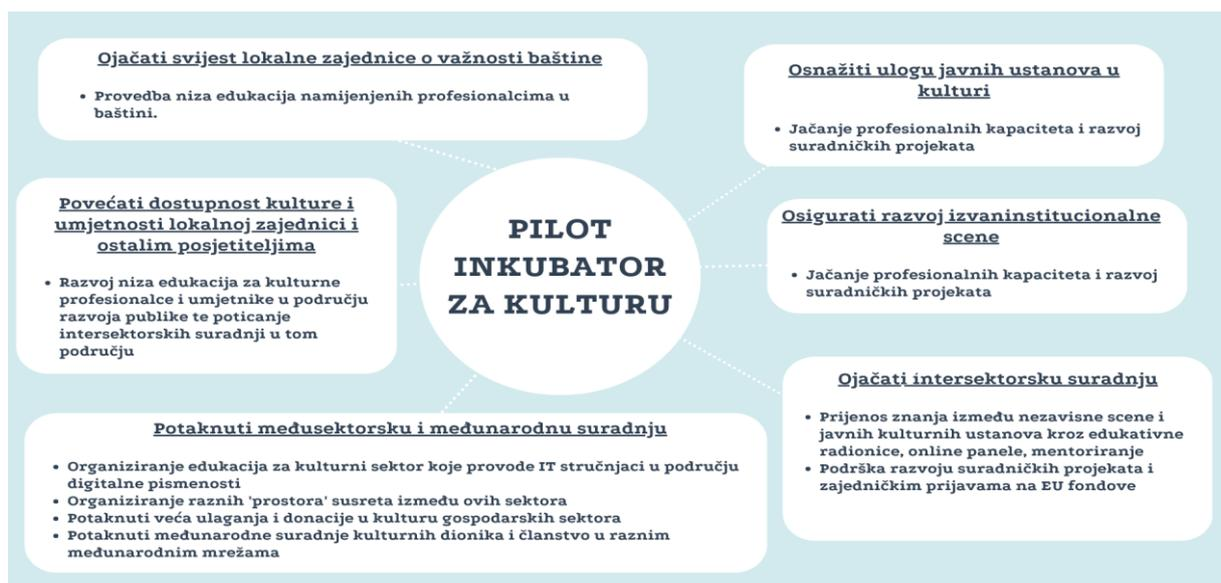 Ojačati svijest lokalne zajednice o važnosti baštine
• Provedba niza edukacija namijenjenih profesionalcima u
baštini.
Osnažiti ulogu javnih ustanova u
kulturi
• Jačanje profesionalnih kapaciteta i razvoj
suradničkih projekata
Povećati dostupnost kulture i
umjetnosti lokalnoj zajednici i
ostalim posjetiteljima
• Razvoj niza edukacija za kulturne
profesionalce i umjetnike u području
razvoja publike te poticanje
intersektorskih suradnji u tom
području
PILOT
INKUBATOR
ZA KULTURU
Osigurati razvoj izvaninstitucionalne
scene
• Jačanje profesionalnih kapaciteta i razvoj
suradničkih projekata
Potaknuti međusektorsku i međunarodnu suradnju
• Organiziranje edukacija za kulturni sektor koje provode IT stručnjaci u području
digitalne pismenosti
• Organiziranje raznih 'prostora' susreta između ovih sektora
• Potaknuti veća ulaganja i donacije u kulturu gospodarskih sektora
• Potaknuti međunarodne suradnje kulturnih dionika i članstvo u raznim
međunarodnim mrežama
Ojačati intersektorsku suradnju
• Prijenos znanja između nezavisne scene i
javnih kulturnih ustanova kroz edukativne
radionice, online panele, mentoriranje
• Podrška razvoju suradničkih projekata i
zajedničkim prijavama na EU fondove